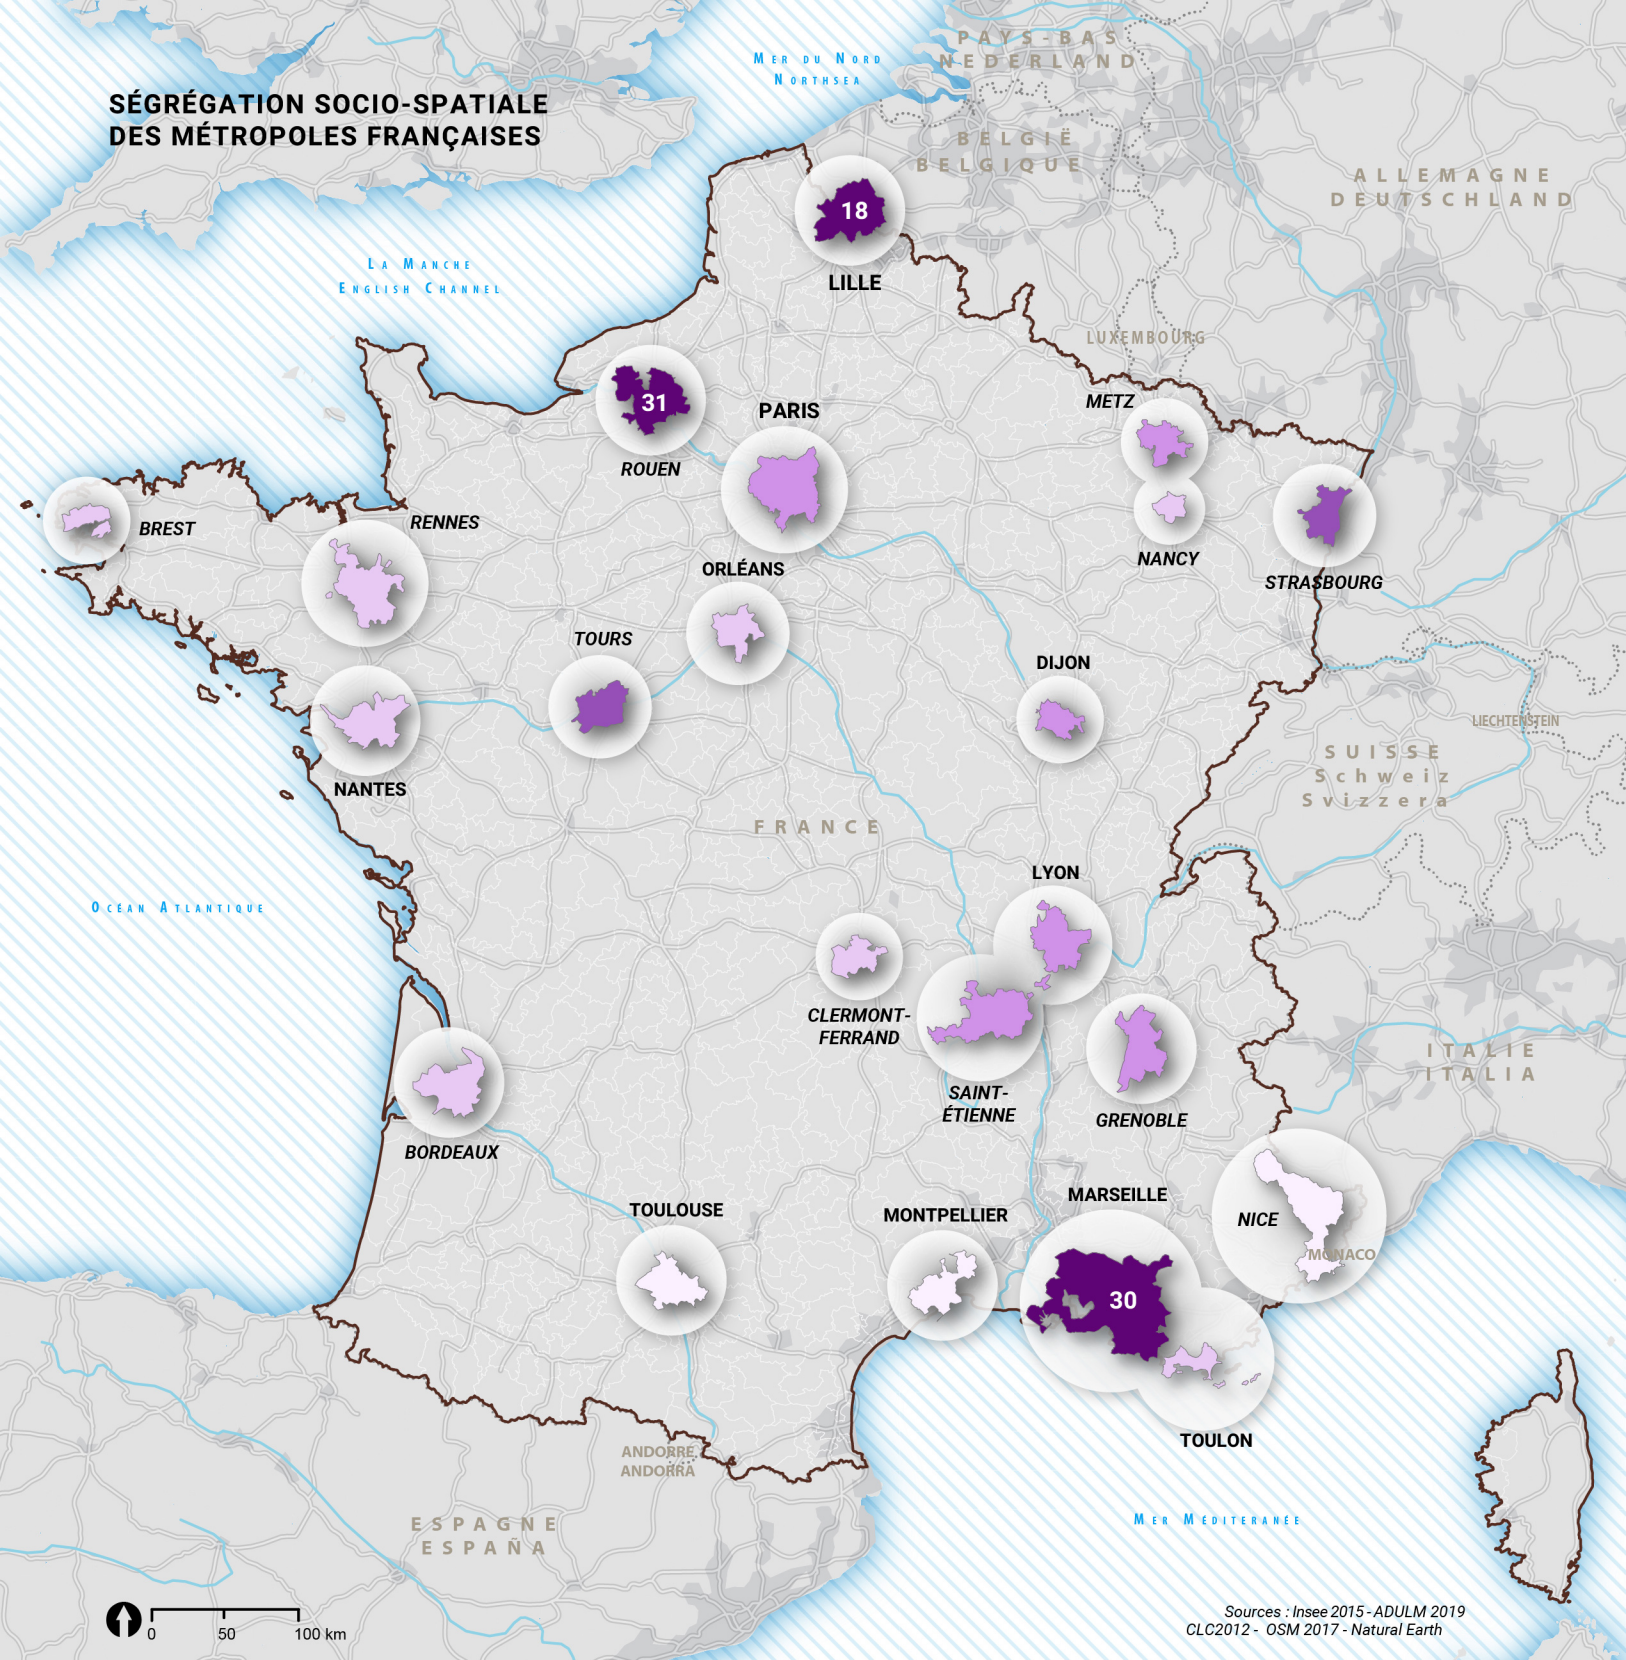 MER DU NORD
NORTHSEA
PAYS-BAS
NEDERLAND
SÉGRÉGATION SOCIO-SPATIALE
DES MÉTROPOLES FRANÇAISES
BELGIË
BELGIQUE
ALLEMAGNE
DEUTSCHLAND
18
LILLE
LA MANCHE
ENGLISH CHANNEL
LUXEMBOURG
METZ
31
PARIS
ROUEN
BREST
RENNES
NANCY
STRASBOURG
ORLÉANS
TOURS
DIJON
LIECHTENSTEIN
SUISSE
Schweiz
Svizzera
NANTES
FRANCE
LYON
OCÉAN ATLANTIQUE
CLERMONT-
FERRAND
SAINT-
ÉTIENNE
GRENOBLE
ITALIE
ITALIA
BORDEAUX
TOULOUSE
MONTPELLIER
MARSEILLE
NICE
MONACO
30
TOULON
ANDORRE
ANDORRA
ESPAGNE
ESPAÑA
MER MÉDITERANÉE
0 50 100 km
Sources : Insee 2015 - ADULM 2019
CLC2012 - OSM 2017 - Natural Earth